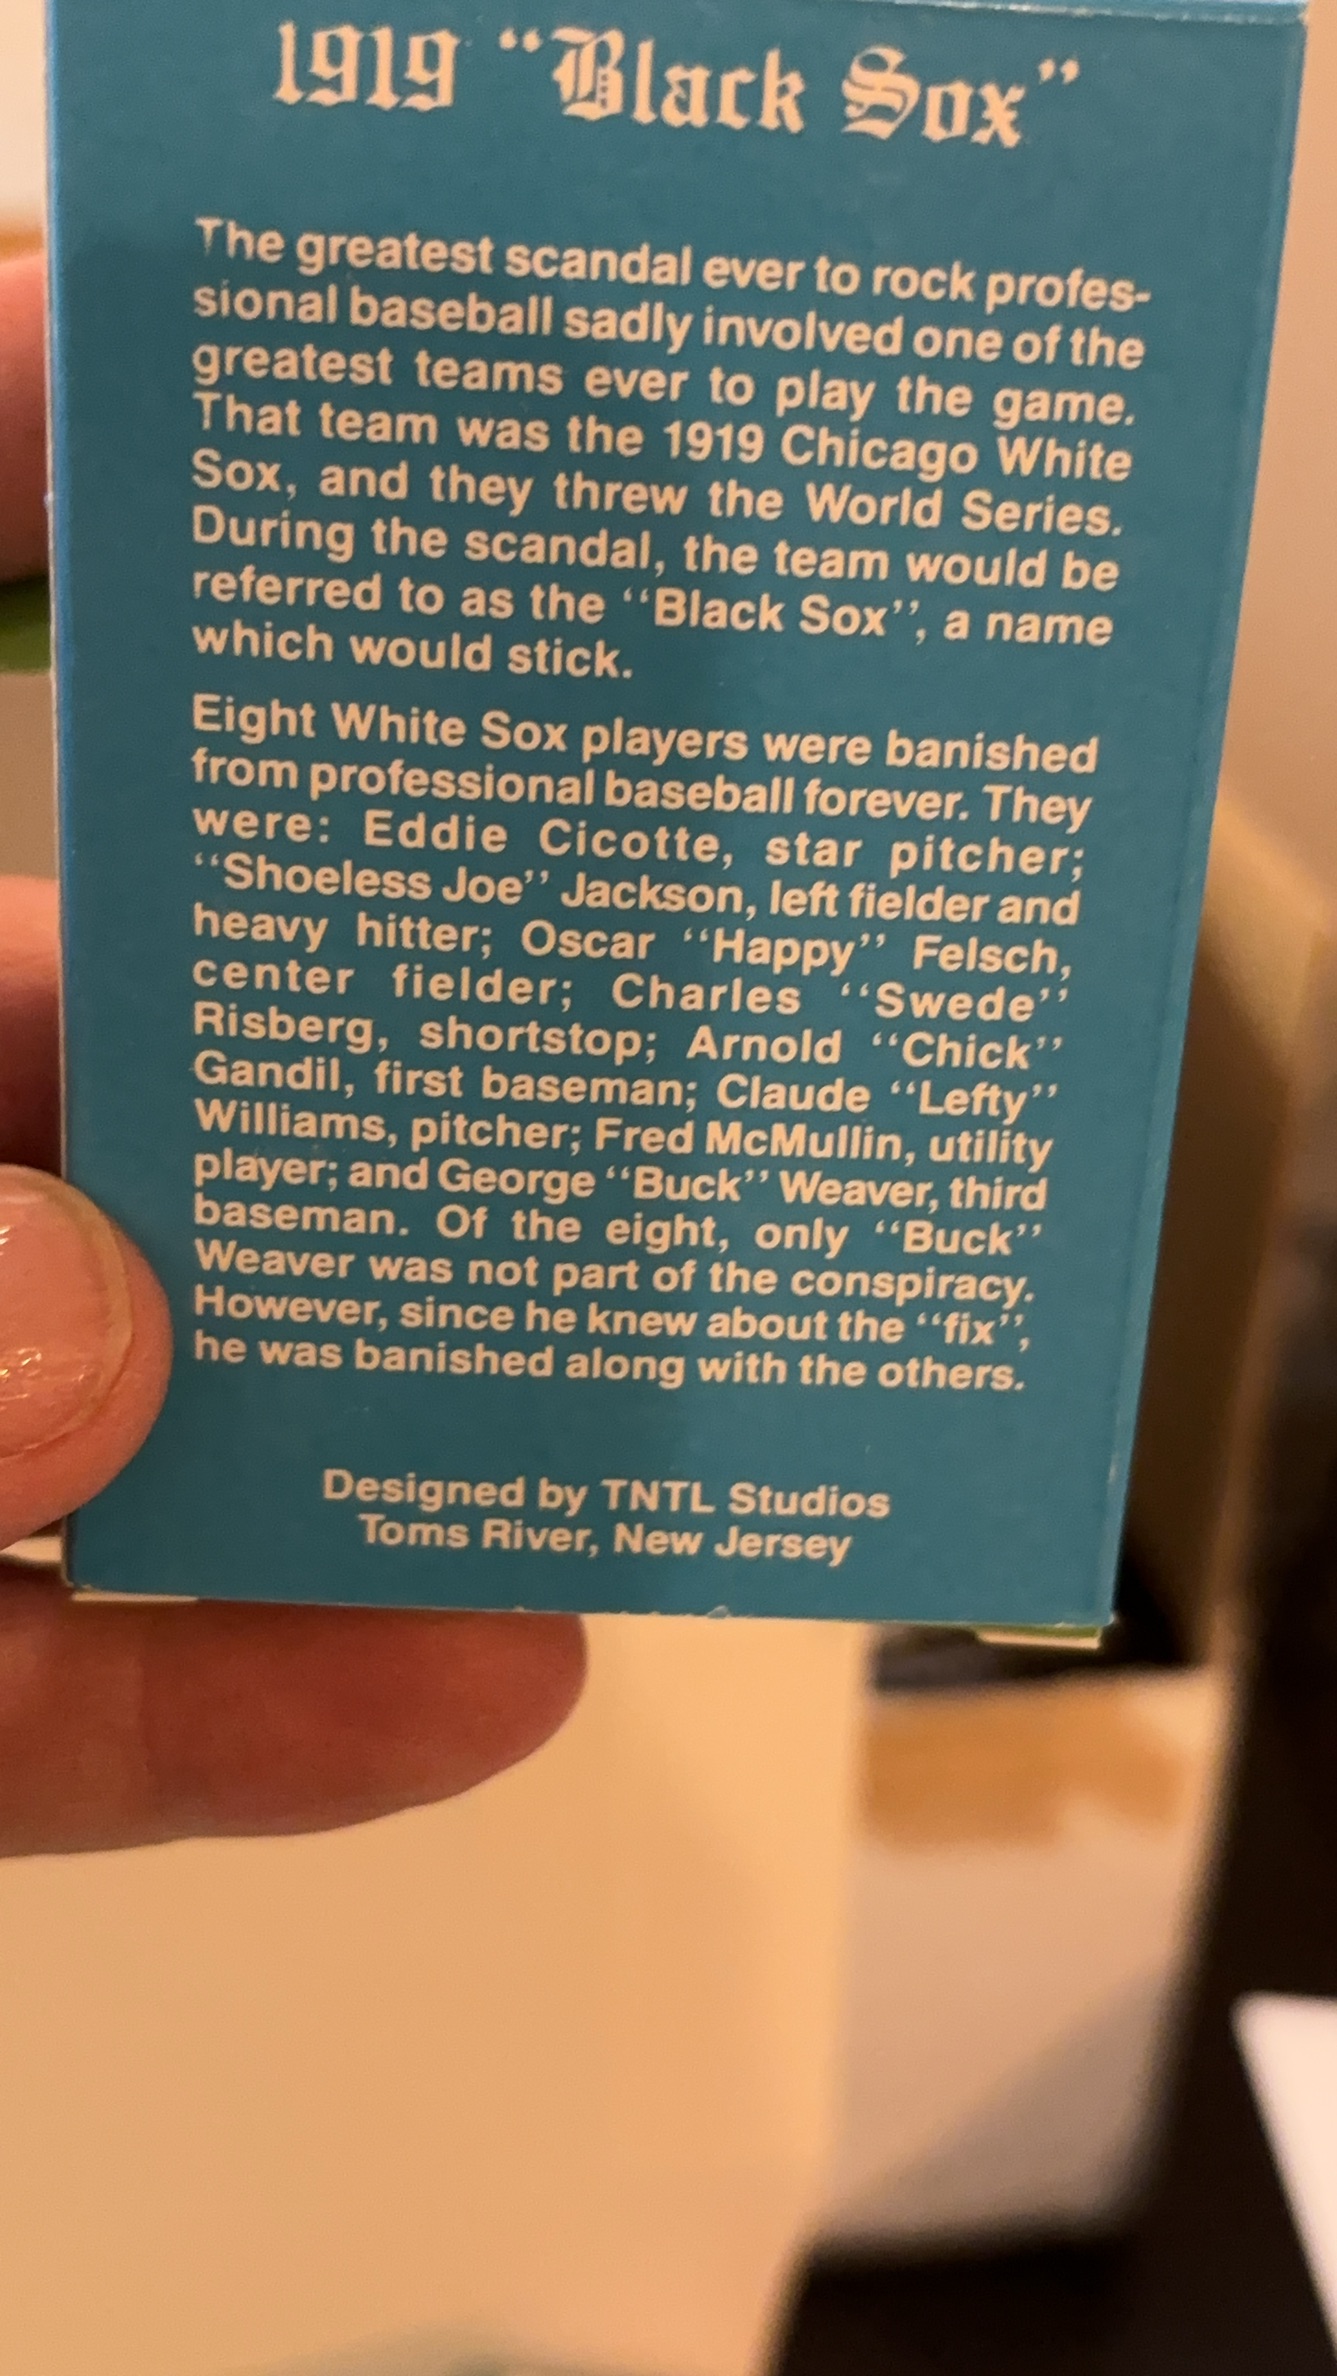 1919 “Black Sox”
The greatest scandal ever to rock profes-
sional baseball sadly involved one of the
greatest teams ever to play the game.
That team was the 1919 Chicago White
Sox, and they threw the World Series.
During the scandal, the team would be
referred to as the ‘‘Black Sox’’, a name
which would stick.
Eight White Sox players were banished
from professional baseball forever. They
were: Eddie Cicotte, star pitcher;
‘‘Shoeless Joe’’ Jackson, left fielder and
heavy hitter; Oscar ‘‘Happy’’ Felsch,
center fielder; Charles ‘‘Swede’’
Risberg, shortstop; Arnold ‘‘Chick’’
Gandil, first baseman; Claude ‘‘Lefty’’
Williams, pitcher; Fred McMullin, utility
player; and George ‘‘Buck’’ Weaver, third
baseman. Of the eight, only ‘‘Buck’’
Weaver was not part of the conspiracy.
However, since he knew about the ‘‘fix’’,
he was banished along with the others.
Designed by TNTL Studios
Toms River, New Jersey